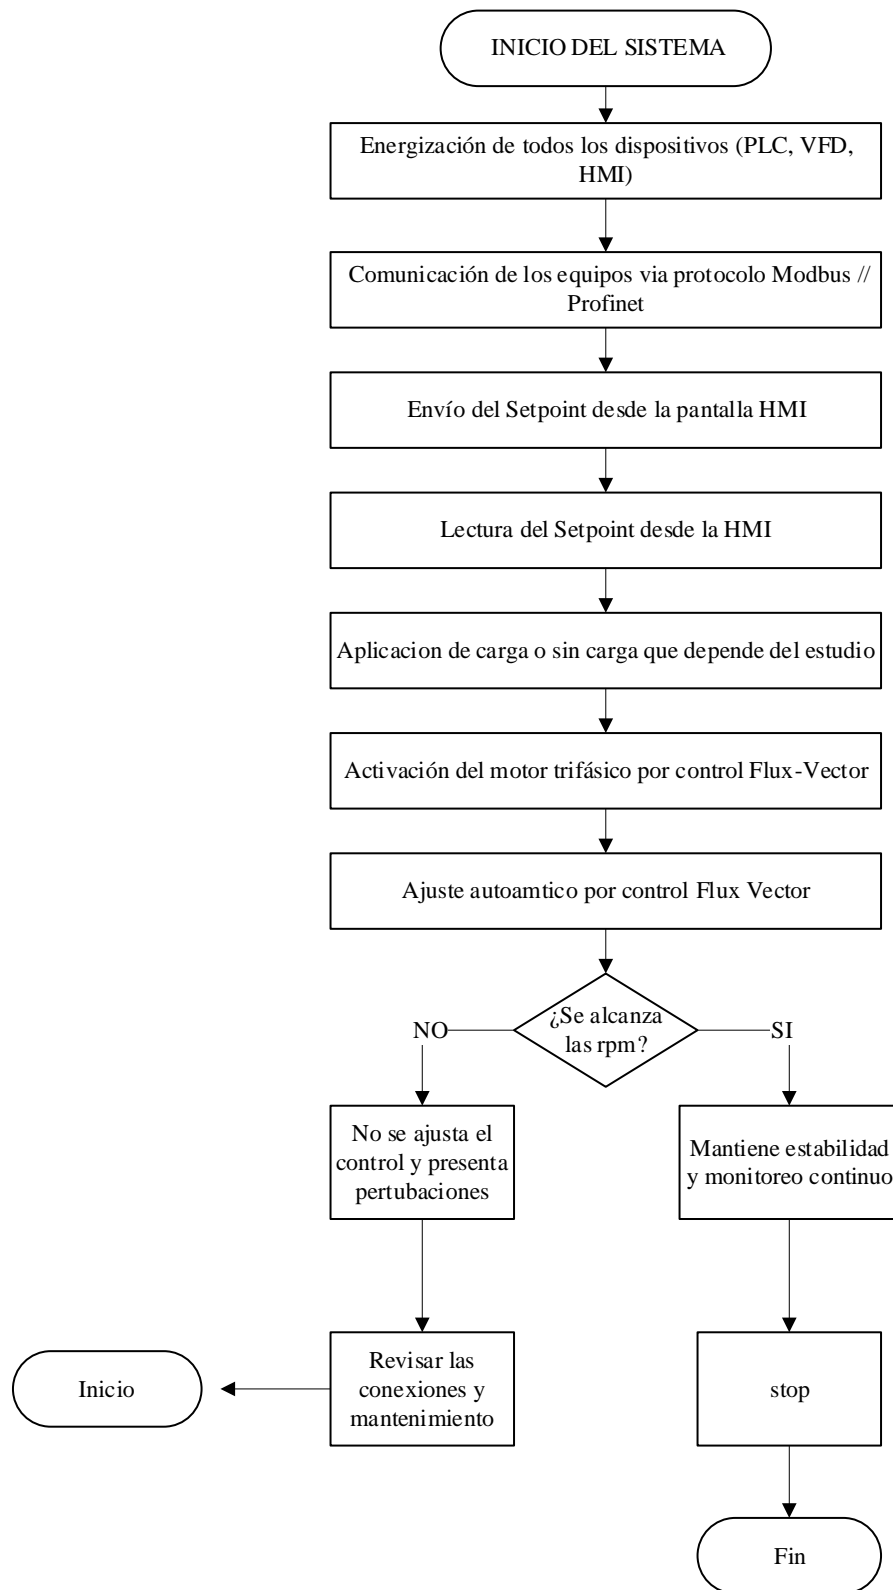 INICIO DEL SISTEMA
Energización de todos los dispositivos (PLC, VFD,
HMI)
Comunicación de los equipos via protocolo Modbus //
Profinet
Envío del Setpoint desde la pantalla HMI
Lectura del Setpoint desde la HMI
Aplicacion de carga o sin carga que depende del estudio
Activación del motor trifásico por control Flux-Vector
Ajuste autoamtico por control Flux Vector
¿Se alcanza
las rpm?
NO
SI
No se ajusta el
control y presenta
pertubaciones
Mantiene estabilidad
y monitoreo continuo
Revisar las
conexiones y
mantenimiento
Inicio
stop
Fin